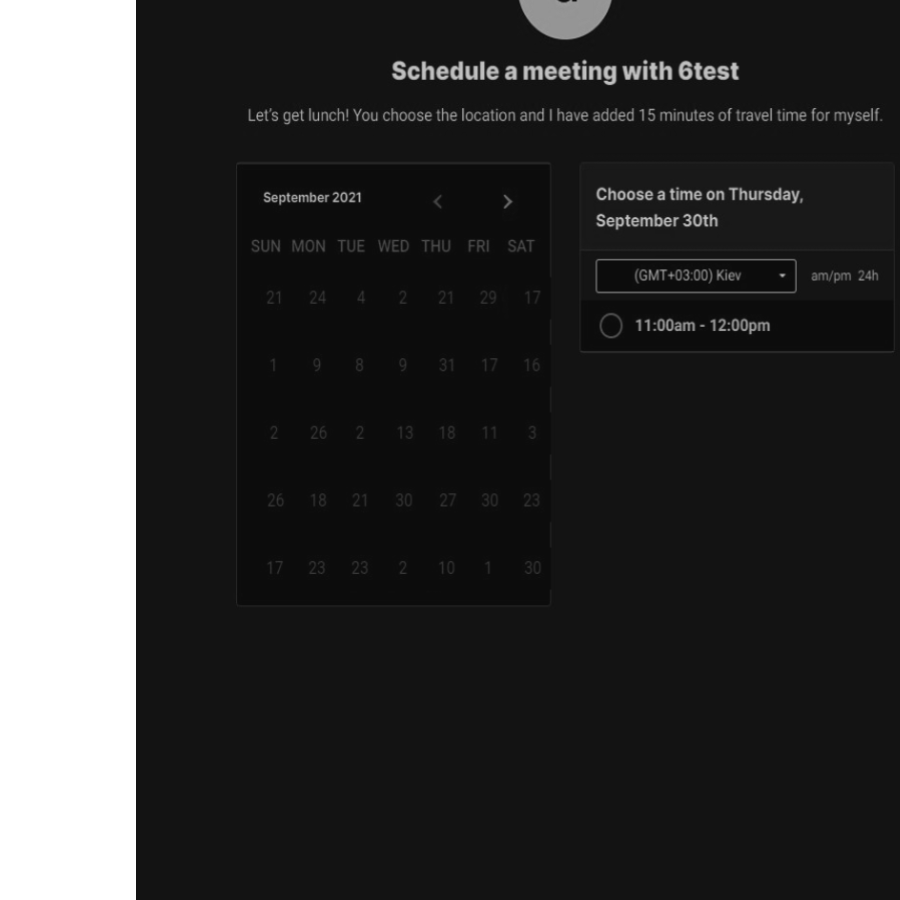 Schedule a meeting with 6test
Let's get lunch! You choose the location and I have added 15 minutes of travel time for myself.
September 2021
SUN MON TUE WED THU FRI SAT
21 24 4 2 21 29 17
1 9 8 9 31 17 16
2 26 2 13 18 11 3
26 18 21 30 27 30 23
17 23 23 2 10 1 30
Choose a time on Thursday,
September 30th
(GMT+03:00) Kiev am/pm 24h
11:00am - 12:00pm